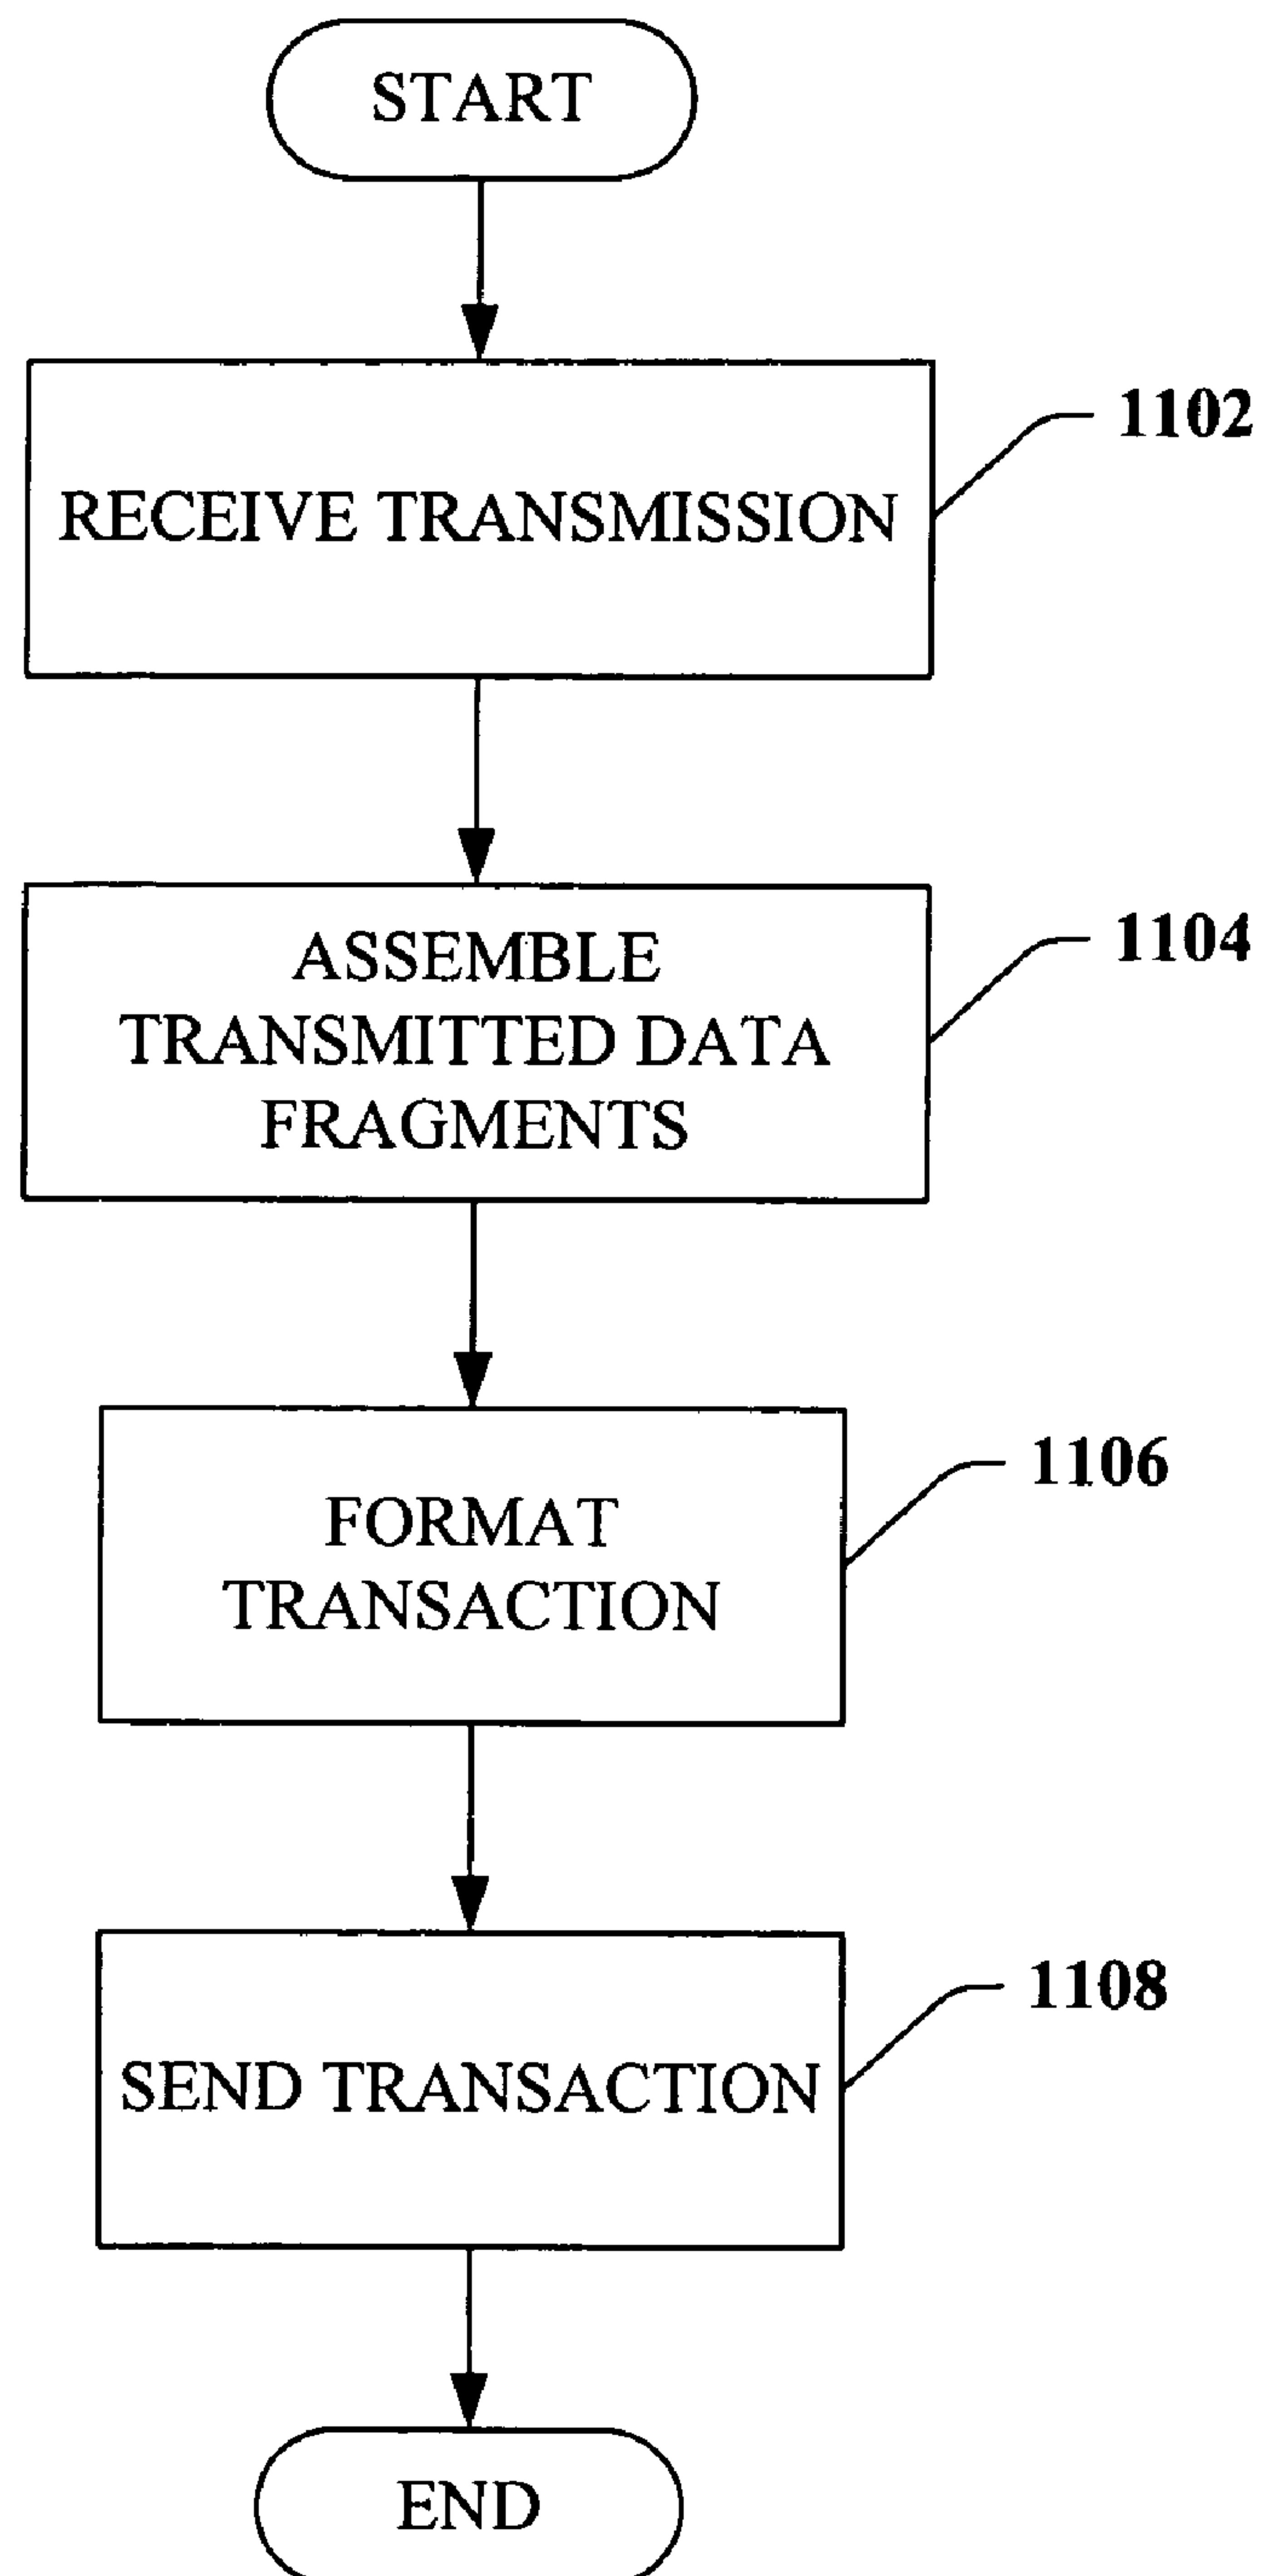 START
RECEIVE TRANSMISSION
1102
ASSEMBLE
TRANSMITTED DATA
FRAGMENTS
1104
FORMAT
TRANSACTION
1106
SEND TRANSACTION
1108
END